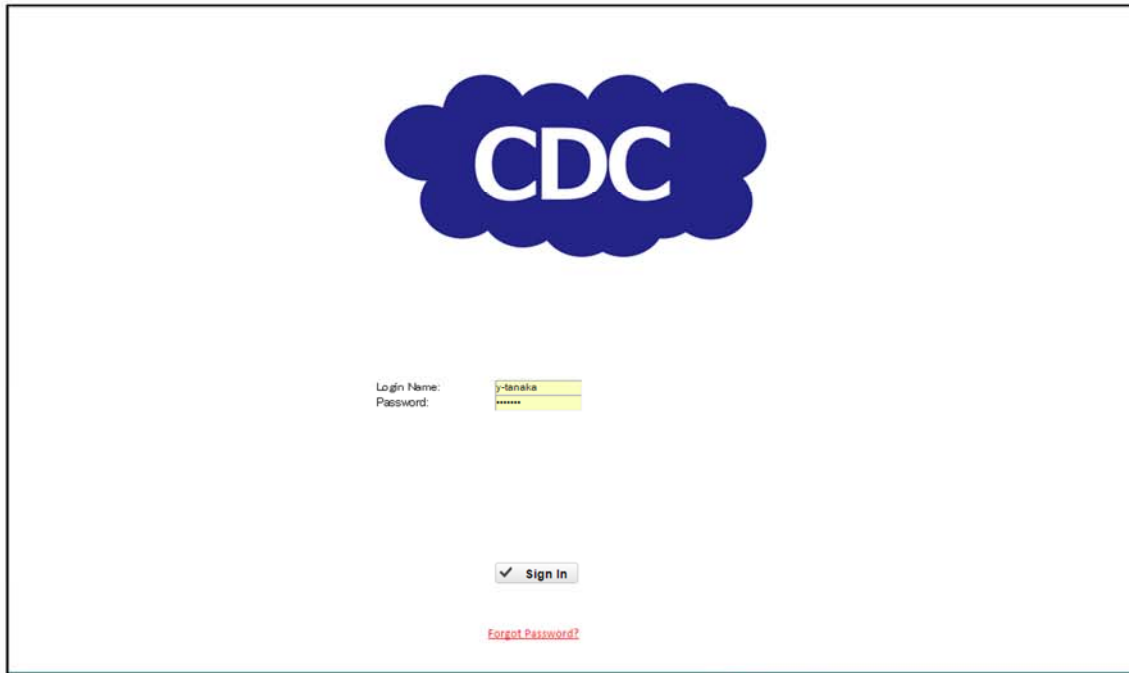 CDC
Login Name: y-tanaka
Password: •••••••
Sign In
Forgot Password?